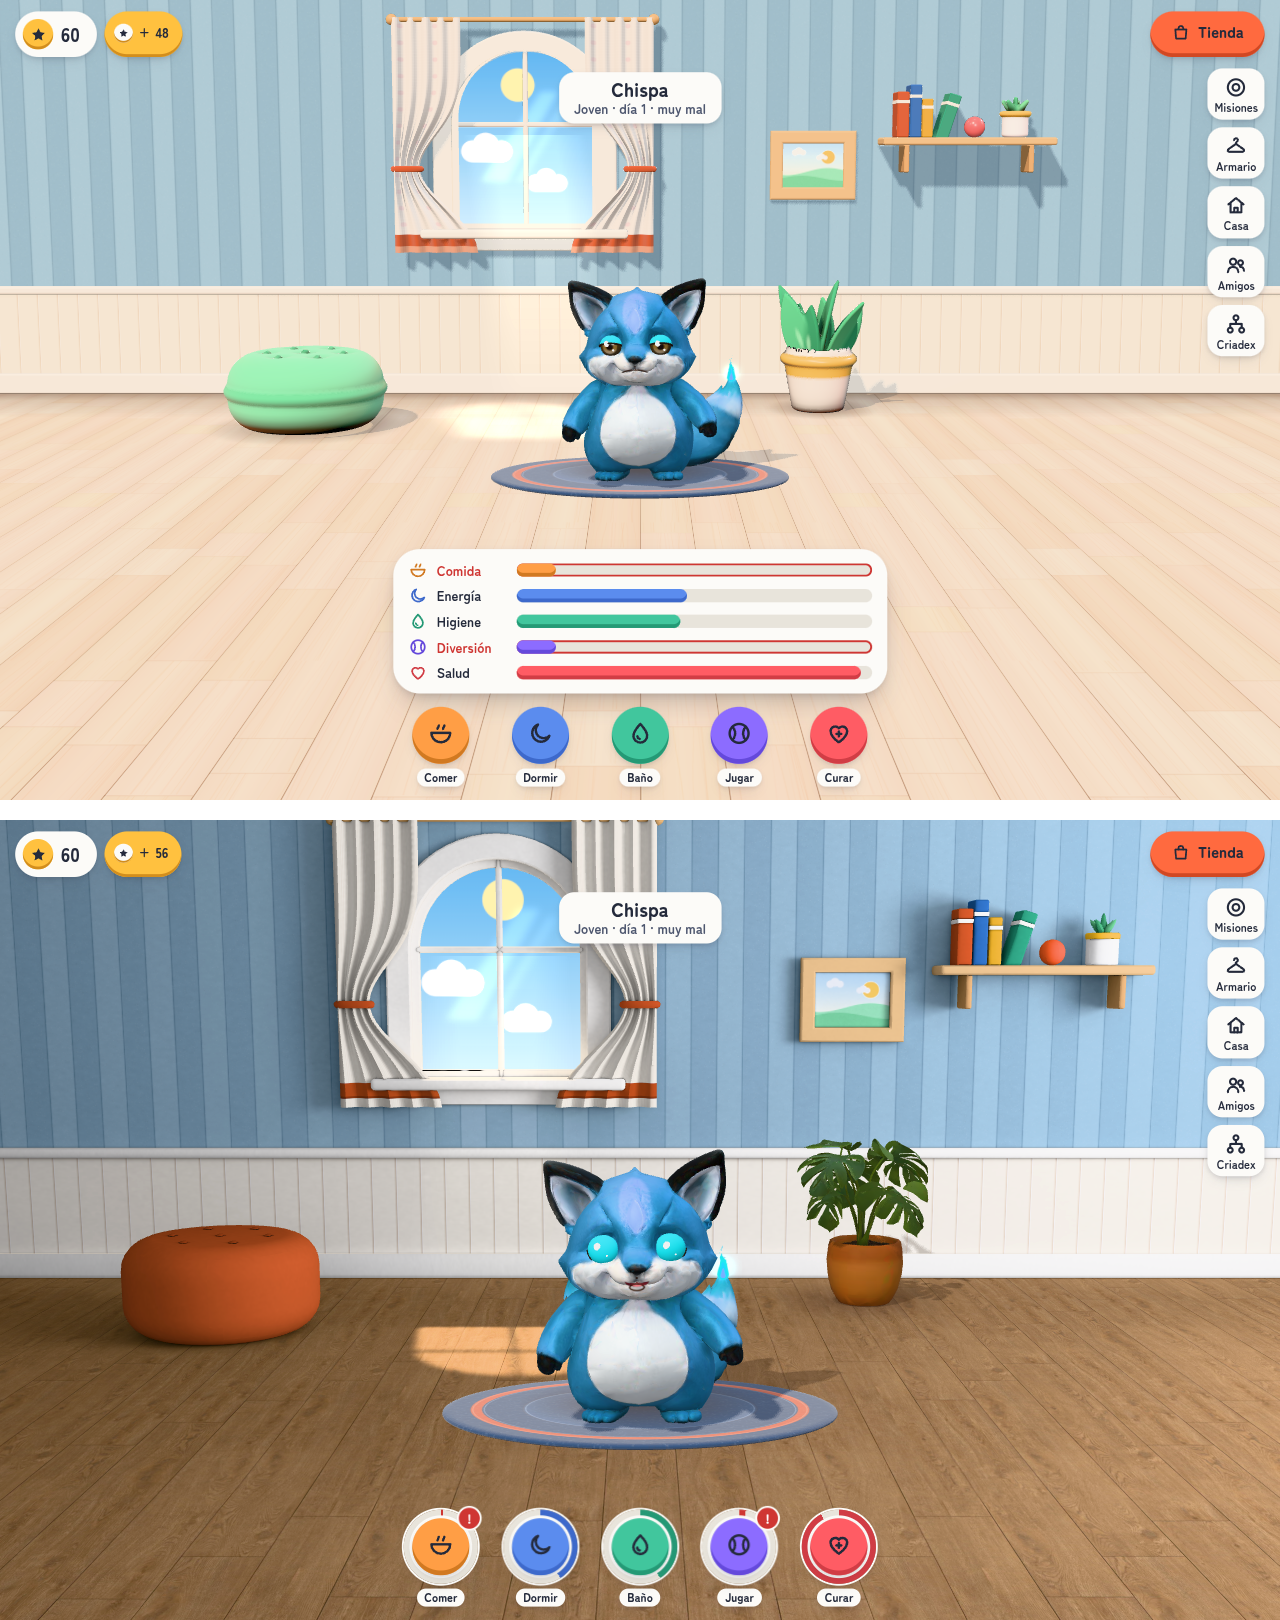 60
+ 48
Tienda
Chispa
Joven · día 1 · muy mal
Misiones
Armario
Casa
Amigos
Criadex
Comida
Energía
Higiene
Diversión
Salud
Comer
Dormir
Baño
Jugar
Curar
60
+ 56
Tienda
Chispa
Joven · día 1 · muy mal
Misiones
Armario
Casa
Amigos
Criadex
!
!
Comer
Dormir
Baño
Jugar
Curar